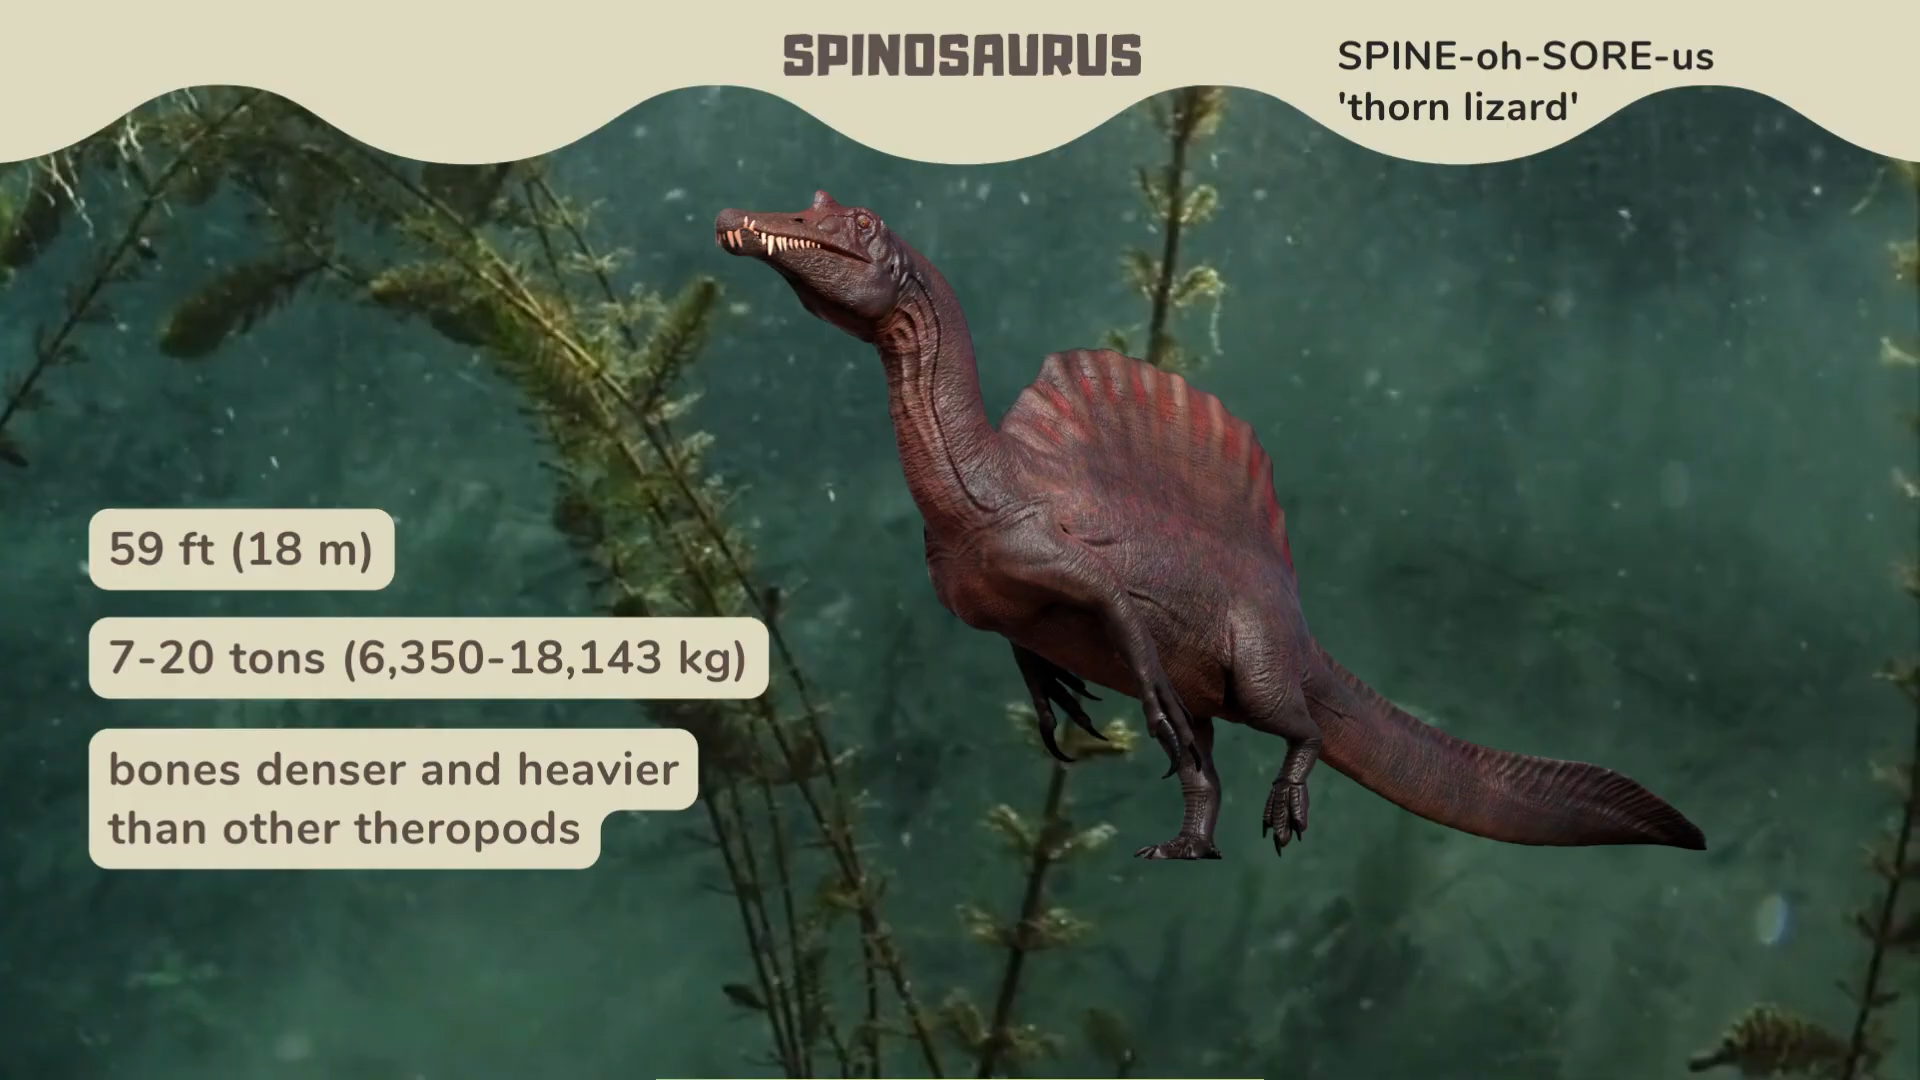 SPINOSAURUS
SPINE-oh-SORE-us
'thorn lizard'
59 ft (18 m)
7-20 tons (6,350-18,143 kg)
bones denser and heavier
than other theropods